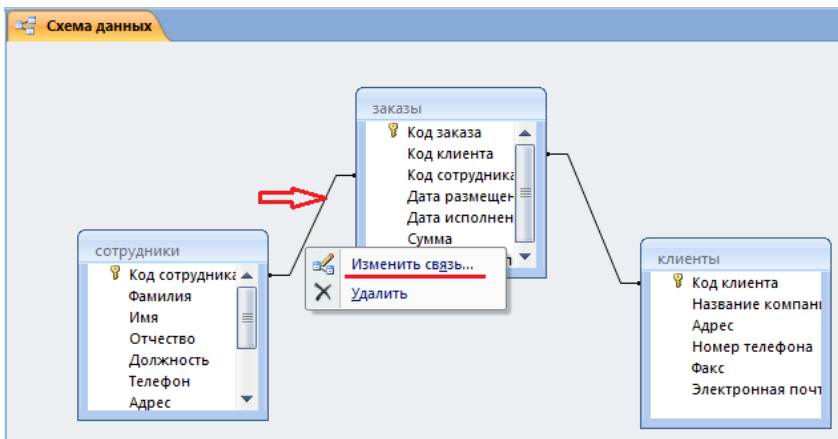 Схема данных
заказы
Код заказа
Код клиента
Код сотрудника
Дата размещен
Дата исполнен
Сумма
Изменить связь...
Удалить
сотрудники
Код сотрудника
Фамилия
Имя
Отчество
Должность
Телефон
Адрес
клиенты
Код клиента
Название компани
Адрес
Номер телефона
Факс
Электронная почт